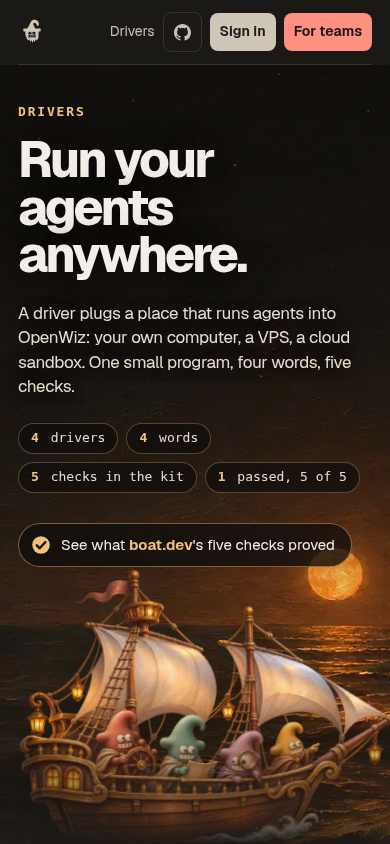 Drivers
Sign in
For teams
DRIVERS
Run your
agents
anywhere.
A driver plugs a place that runs agents into
OpenWiz: your own computer, a VPS, a cloud
sandbox. One small program, four words, five
checks.
4 drivers
4 words
5 checks in the kit
1 passed, 5 of 5
See what boat.dev's five checks proved